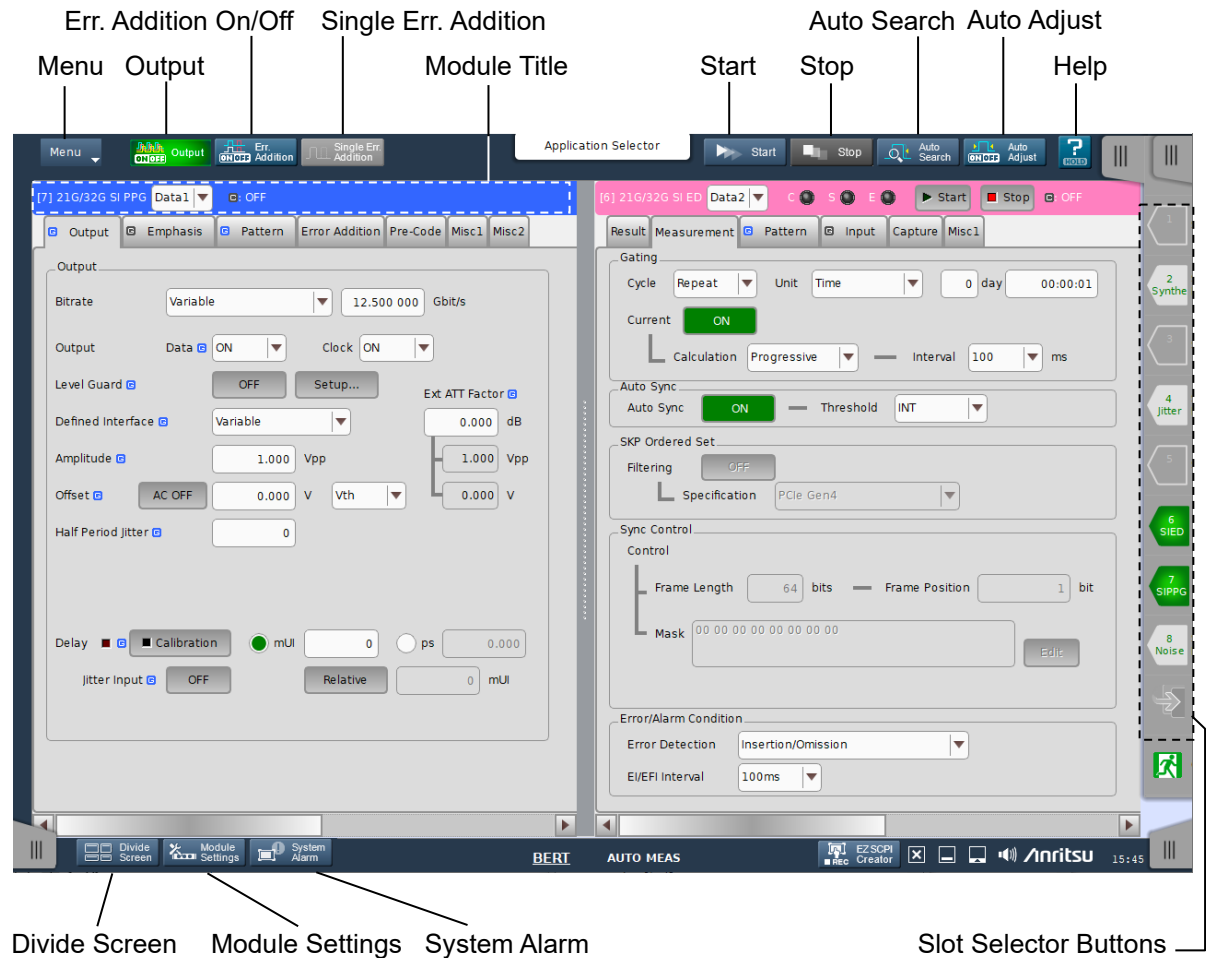 Err. Addition On/Off Single Err. Addition Auto Search Auto Adjust
Menu Output Module Title Start Stop Help
Menu ON OFF Output ON OFF Err. Addition Single Err. Addition Application Selector Start Stop Auto Search ON OFF Auto Adjust ? HOLD
[7] 21G/32G SI PPG Data1 G: OFF
G Output G Emphasis G Pattern Error Addition Pre-Code Misc1 Misc2
Output
Bitrate Variable 12.500 000 Gbit/s
Output Data G ON Clock ON
Level Guard G OFF Setup... Ext ATT Factor G
Defined Interface G Variable 0.000 dB
Amplitude G 1.000 Vpp 1.000 Vpp
Offset G AC OFF 0.000 V Vth 0.000 V
Half Period Jitter G 0
Delay G Calibration mUI 0 ps 0.000
Jitter Input G OFF Relative 0 mUI
[6] 21G/32G SI ED Data2 C S E Start Stop G: OFF
Result Measurement G Pattern G Input Capture Misc1
Gating
Cycle Repeat Unit Time 0 day 00:00:01
Current ON
Calculation Progressive Interval 100 ms
Auto Sync
Auto Sync ON Threshold INT
SKP Ordered Set
Filtering OFF
Specification PCIe Gen4
Sync Control
Control
Frame Length 64 bits Frame Position 1 bit
Mask 00 00 00 00 00 00 00 00
Edit
Error/Alarm Condition
Error Detection Insertion/Omission
EI/EFI Interval 100ms
1
2 Synthe
3
4 Jitter
5
6 SIED
7 SIPPG
8 Noise
Divide Screen Module Settings System Alarm BERT AUTO MEAS REC EZSCPI Creator Anritsu 15:45
Divide Screen Module Settings System Alarm Slot Selector Buttons